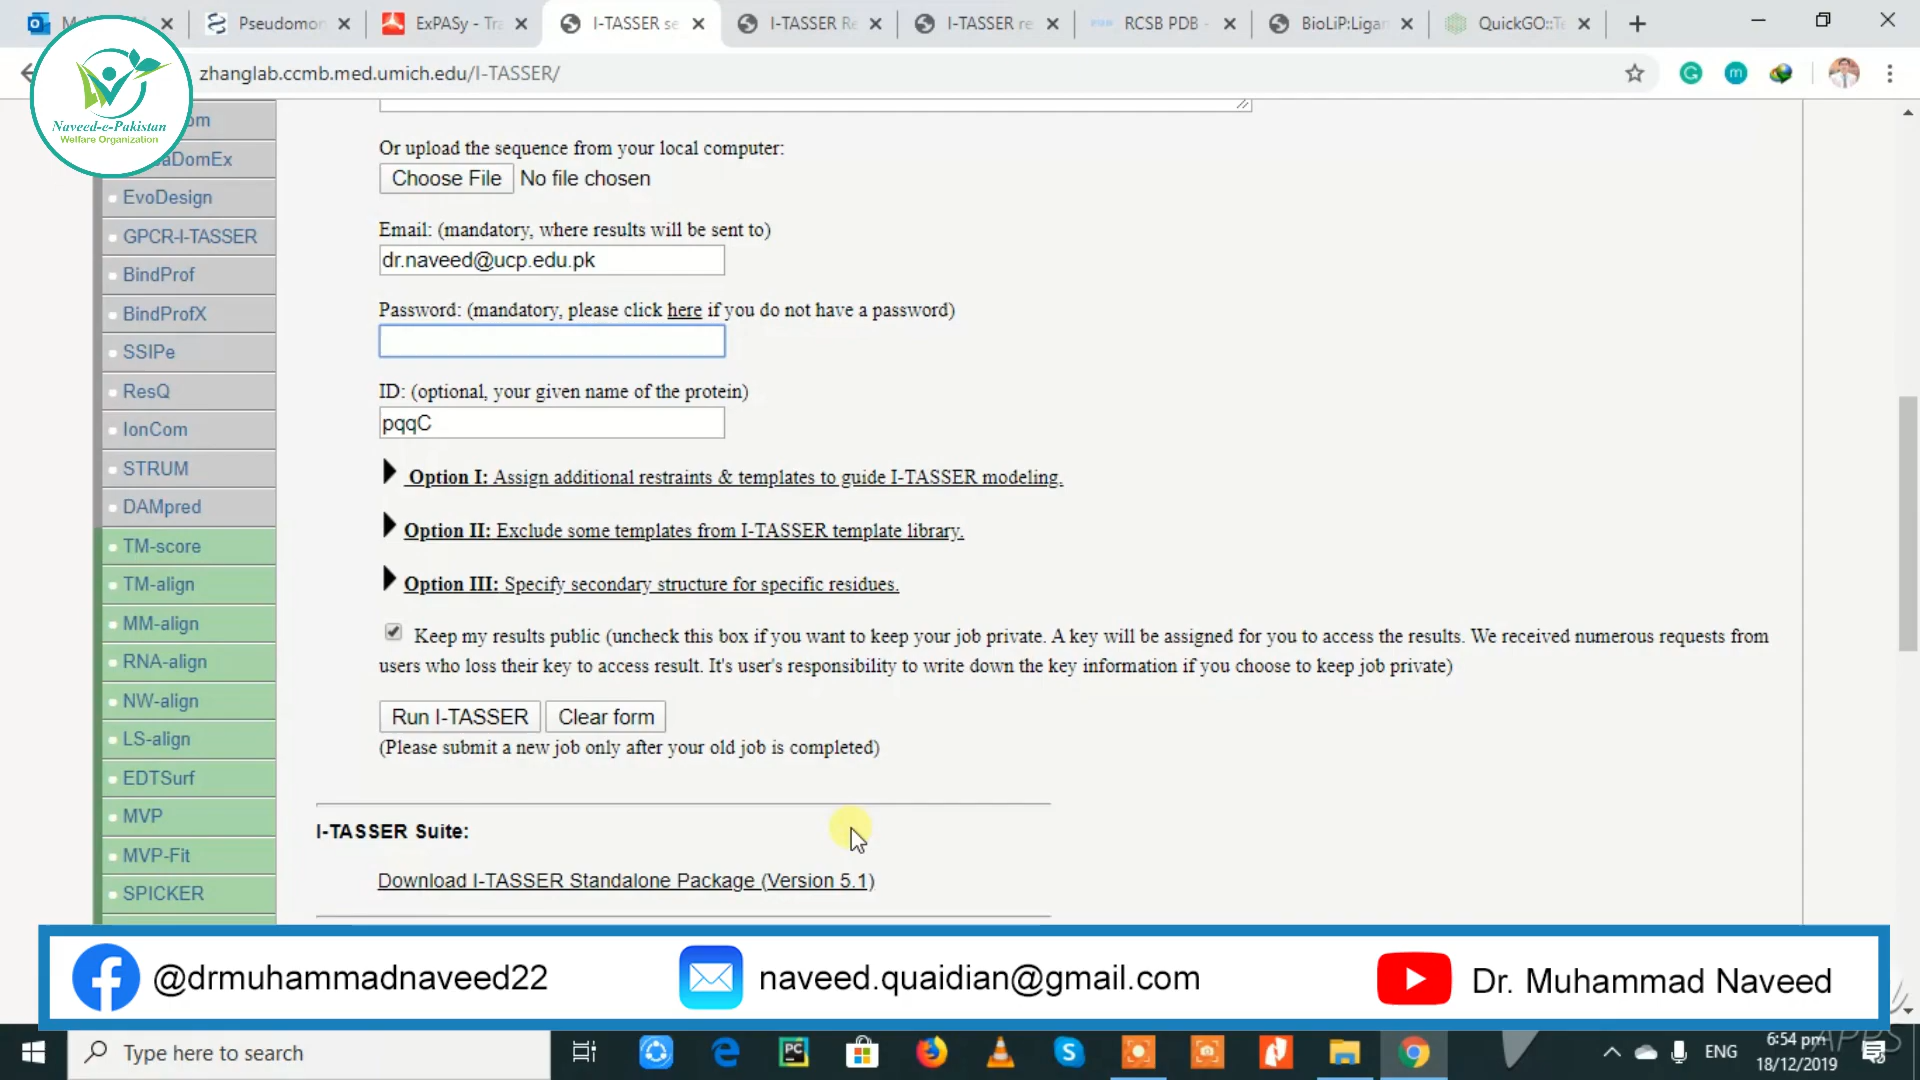 Pseudomon
ExPASy - Tra
I-TASSER se
I-TASSER Re
I-TASSER re
RCSB PDB -
BioLiP:Ligan
QuickGO::Te
zhanglab.ccmb.med.umich.edu/I-TASSER/
Naveed-e-Pakistan
Welfare Organization
EvoDesign
GPCR-I-TASSER
BindProf
BindProfX
SSIPe
ResQ
IonCom
STRUM
DAMpred
TM-score
TM-align
MM-align
RNA-align
NW-align
LS-align
EDTSurf
MVP
MVP-Fit
SPICKER
Or upload the sequence from your local computer:
Choose File No file chosen
Email: (mandatory, where results will be sent to)
dr.naveed@ucp.edu.pk
Password: (mandatory, please click here if you do not have a password)
ID: (optional, your given name of the protein)
pqqC
Option I: Assign additional restraints & templates to guide I-TASSER modeling.
Option II: Exclude some templates from I-TASSER template library.
Option III: Specify secondary structure for specific residues.
Keep my results public (uncheck this box if you want to keep your job private. A key will be assigned for you to access the results. We received numerous requests from
users who loss their key to access result. It's user's responsibility to write down the key information if you choose to keep job private)
Run I-TASSER Clear form
(Please submit a new job only after your old job is completed)
I-TASSER Suite:
Download I-TASSER Standalone Package (Version 5.1)
@drmuhammadnaveed22
naveed.quaidian@gmail.com
Dr. Muhammad Naveed
Type here to search
PC
ENG
6:54 pm
18/12/2019
APPS